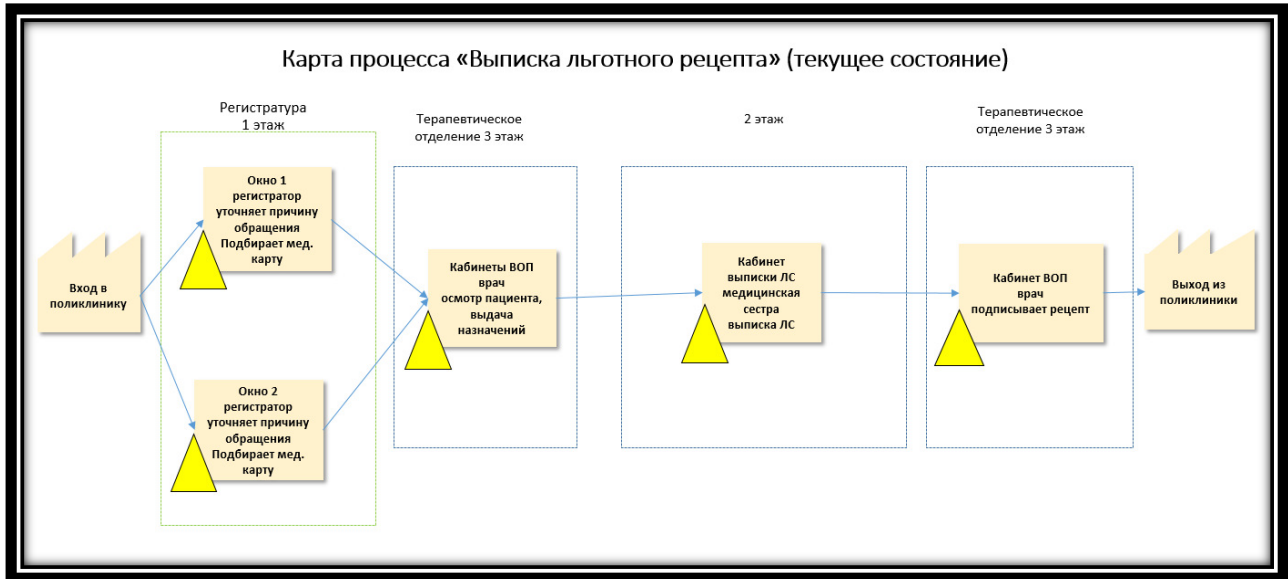 Карта процесса «Выписка льготного рецепта» (текущее состояние)
Регистратура
1 этаж
Терапевтическое
отделение 3 этаж
2 этаж
Терапевтическое
отделение 3 этаж
Вход в
поликлинику
Окно 1
регистратор
уточняет причину
обращения
Подбирает мед.
карту
Окно 2
регистратор
уточняет причину
обращения
Подбирает мед.
карту
Кабинеты ВОП
врач
осмотр пациента,
выдача
назначений
Кабинет
выписки ЛС
медицинская
сестра
выписка ЛС
Кабинет ВОП
врач
подписывает рецепт
Выход из
поликлиники